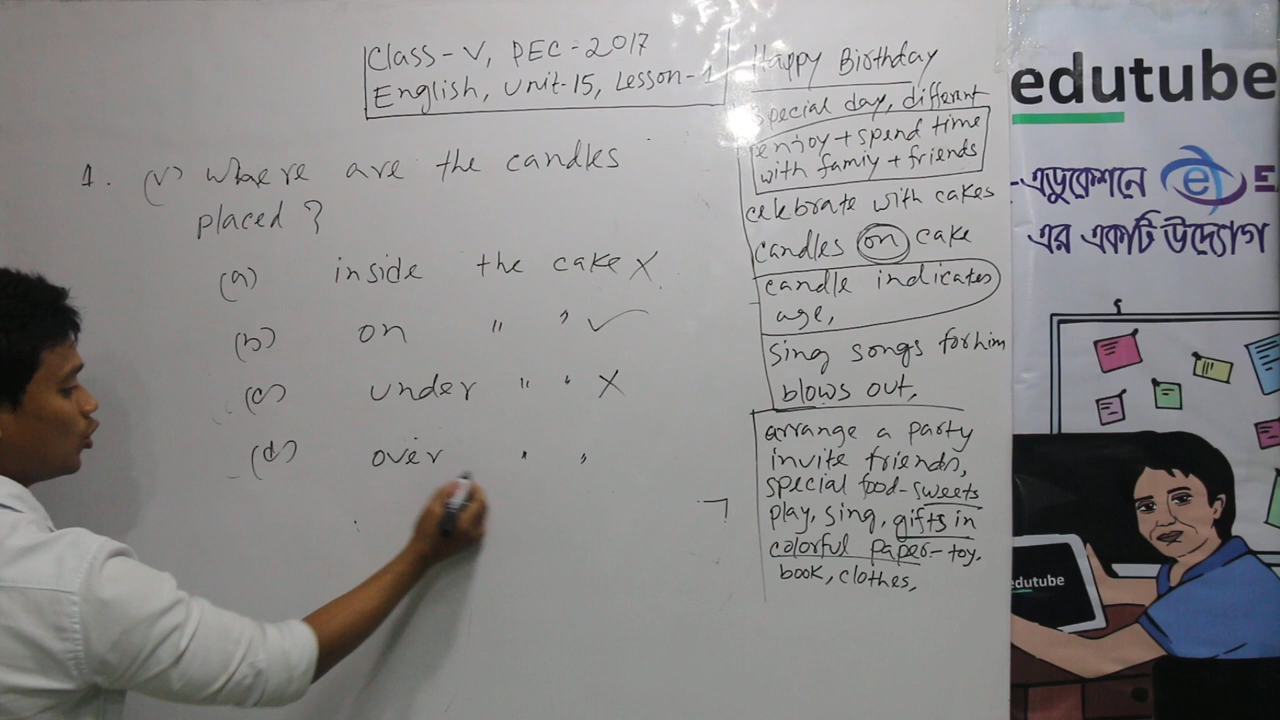 Class-V, PEC-2017
English, Unit-15, Lesson-1
1. (v) Where are the candles
placed ?
(a) inside the cake X
(b) on " " ✓
(c) under " " X
(d) over " "
Happy Birthday
special day, different
enjoy + spend time
with famiy + friends
celebrate with cakes
candles on cake
candle indicates
age,
sing songs for him
blows out,
arrange a party
invite friends,
special food-sweets
play, sing, gifts in
colorful paper-toy.
book, clothes,
edutube
-এডুকেশনে e E
এর একটি উদ্যোগ
edutube